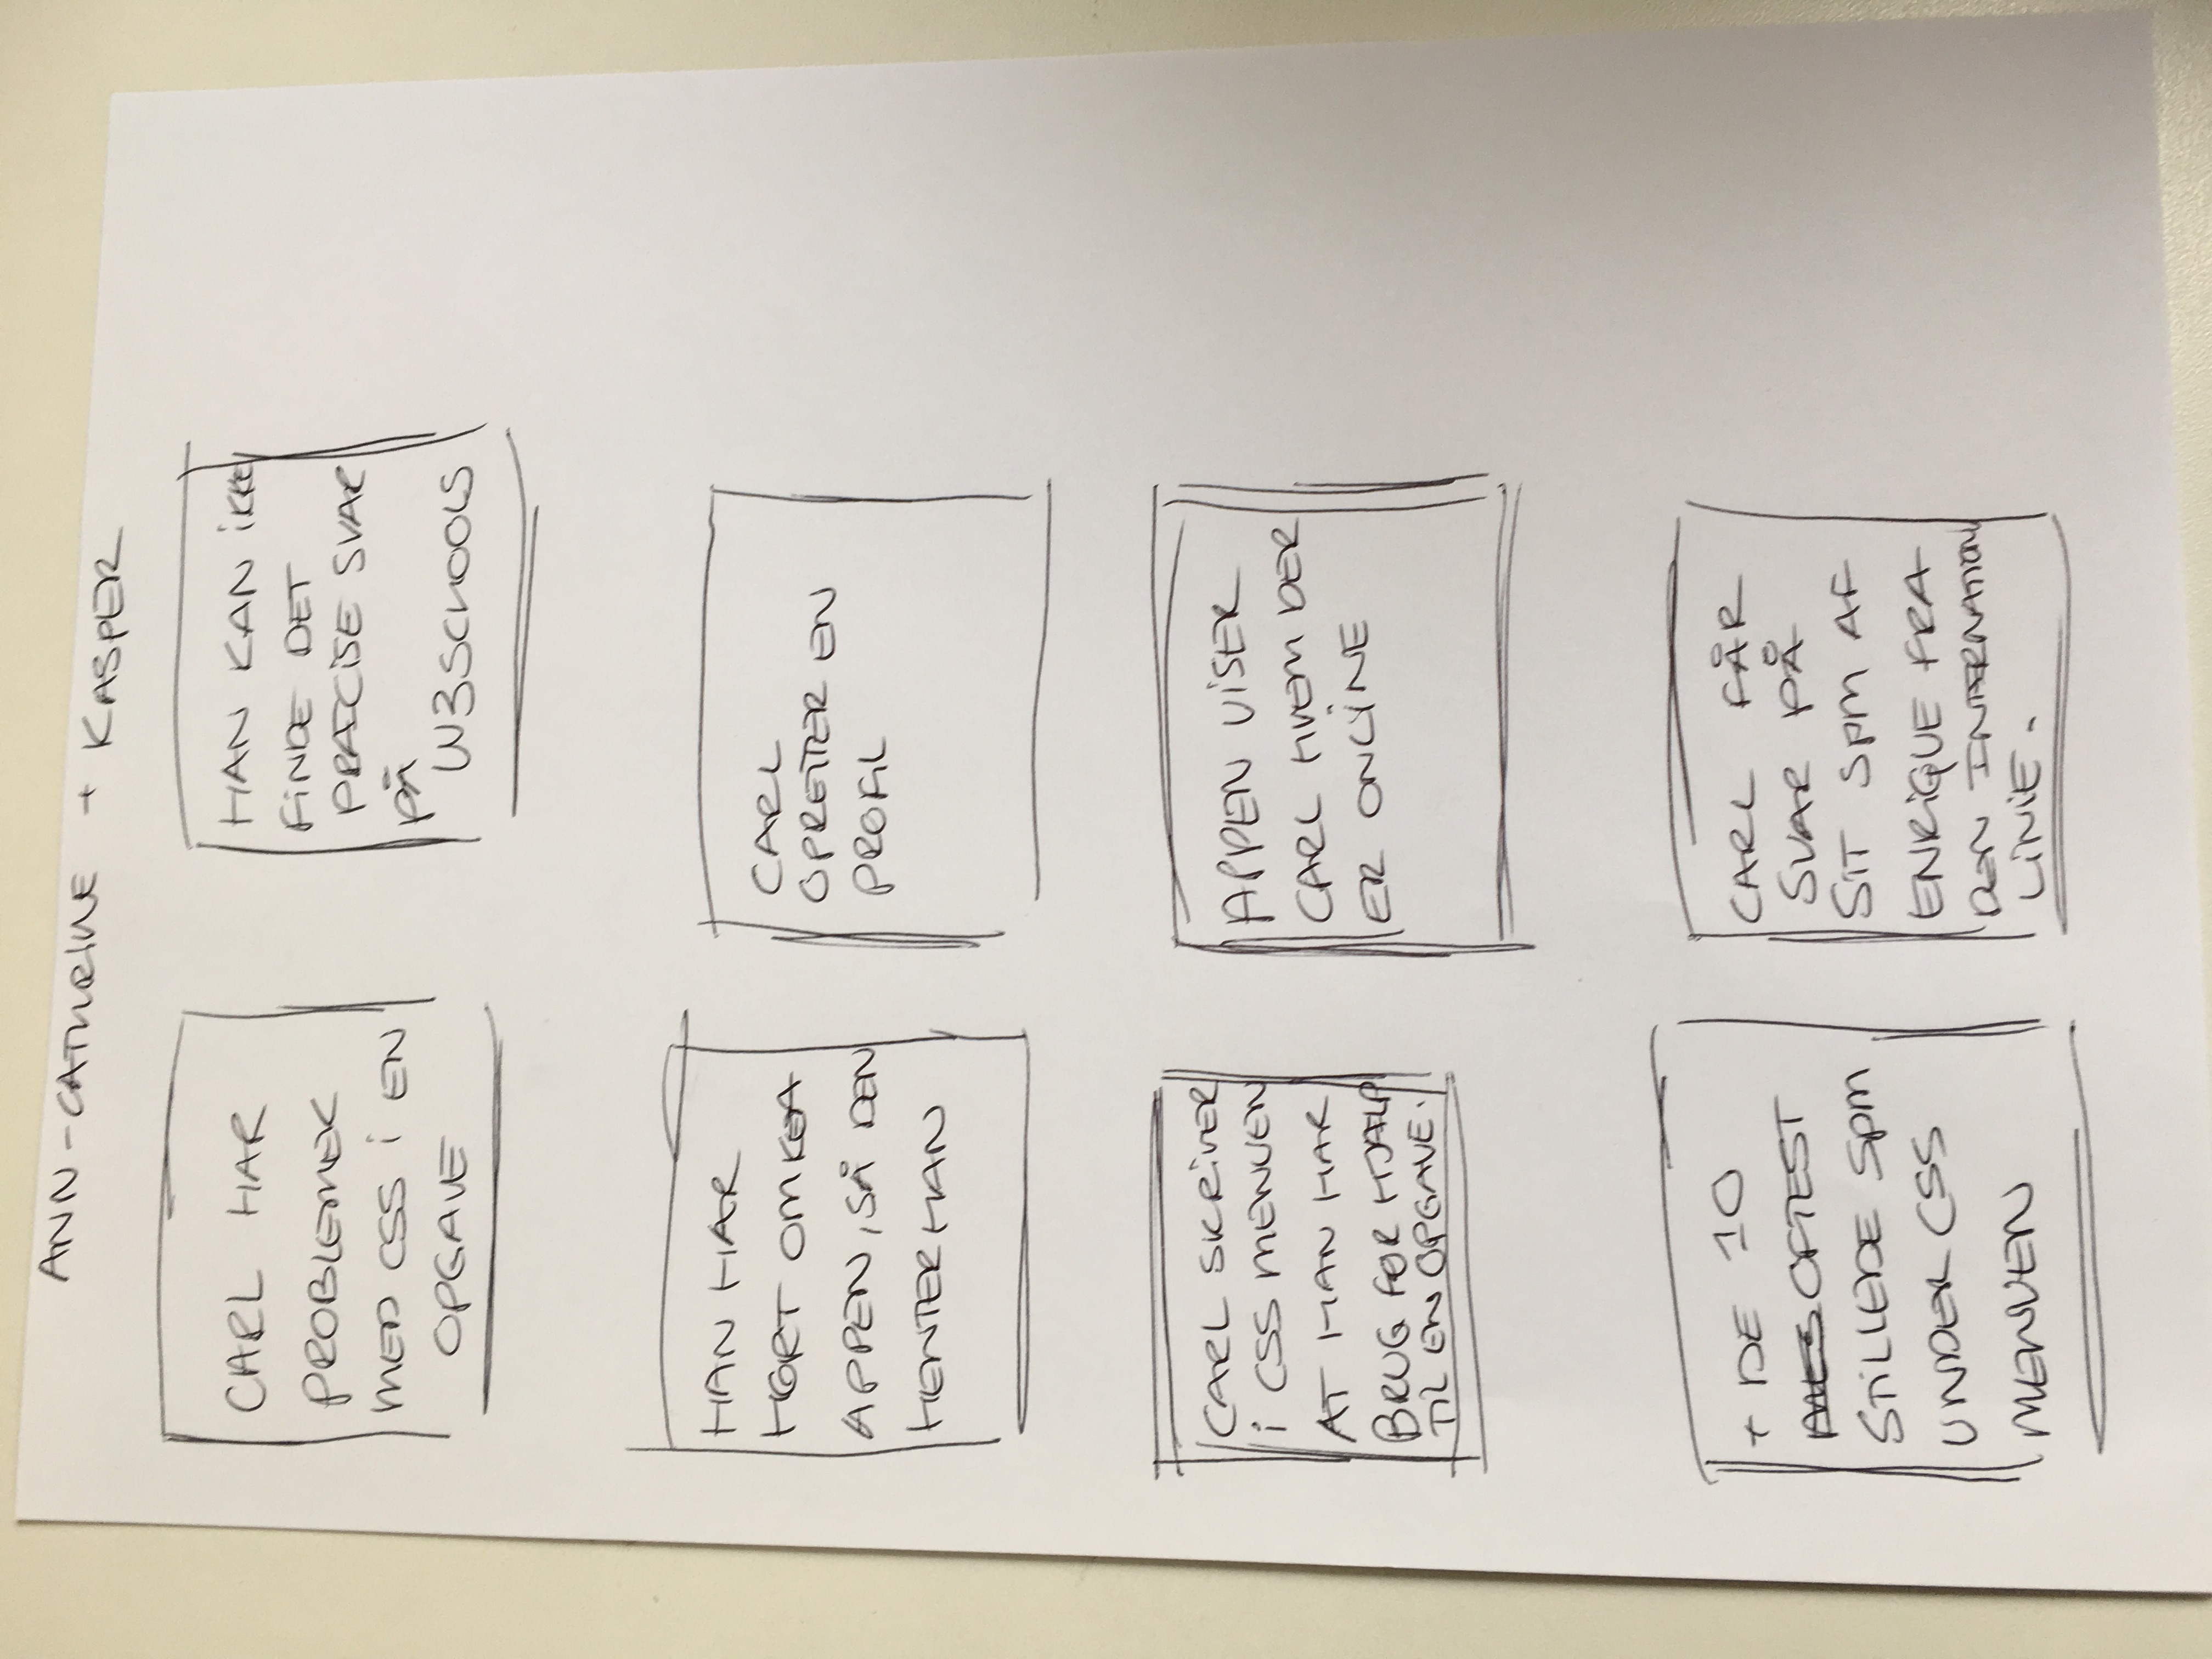 ANN-CATHRINE + KASPER
CARL HAR
PROBLEMER
MED CSS i EN
OPGAVE
HAN KAN iKKE
FiNDE DET
PRÆCiSE SVAR
PÅ
W3SCHOOLS
HAN HAR
HØRT OM KEA
APPEN, SÅ DEN
HENTER HAN
CARL
OPRETTER EN
PROFIL
CARL SKRiVER
i CSS MENUEN
AT HAN HAR
BRUG FOR HJÆLP
TIL EN OPGAVE.
APPEN ViSER
CARL HVEM DER
ER ONLiNE
+ DE 10
OFTEST
STiLLEDE SPM
UNDER CSS
MENUEN
CARL FÅR
SVAR PÅ
SiT SPM AF
ENRiQUE FRA
DEN INTERNATIONL
LiNiE.